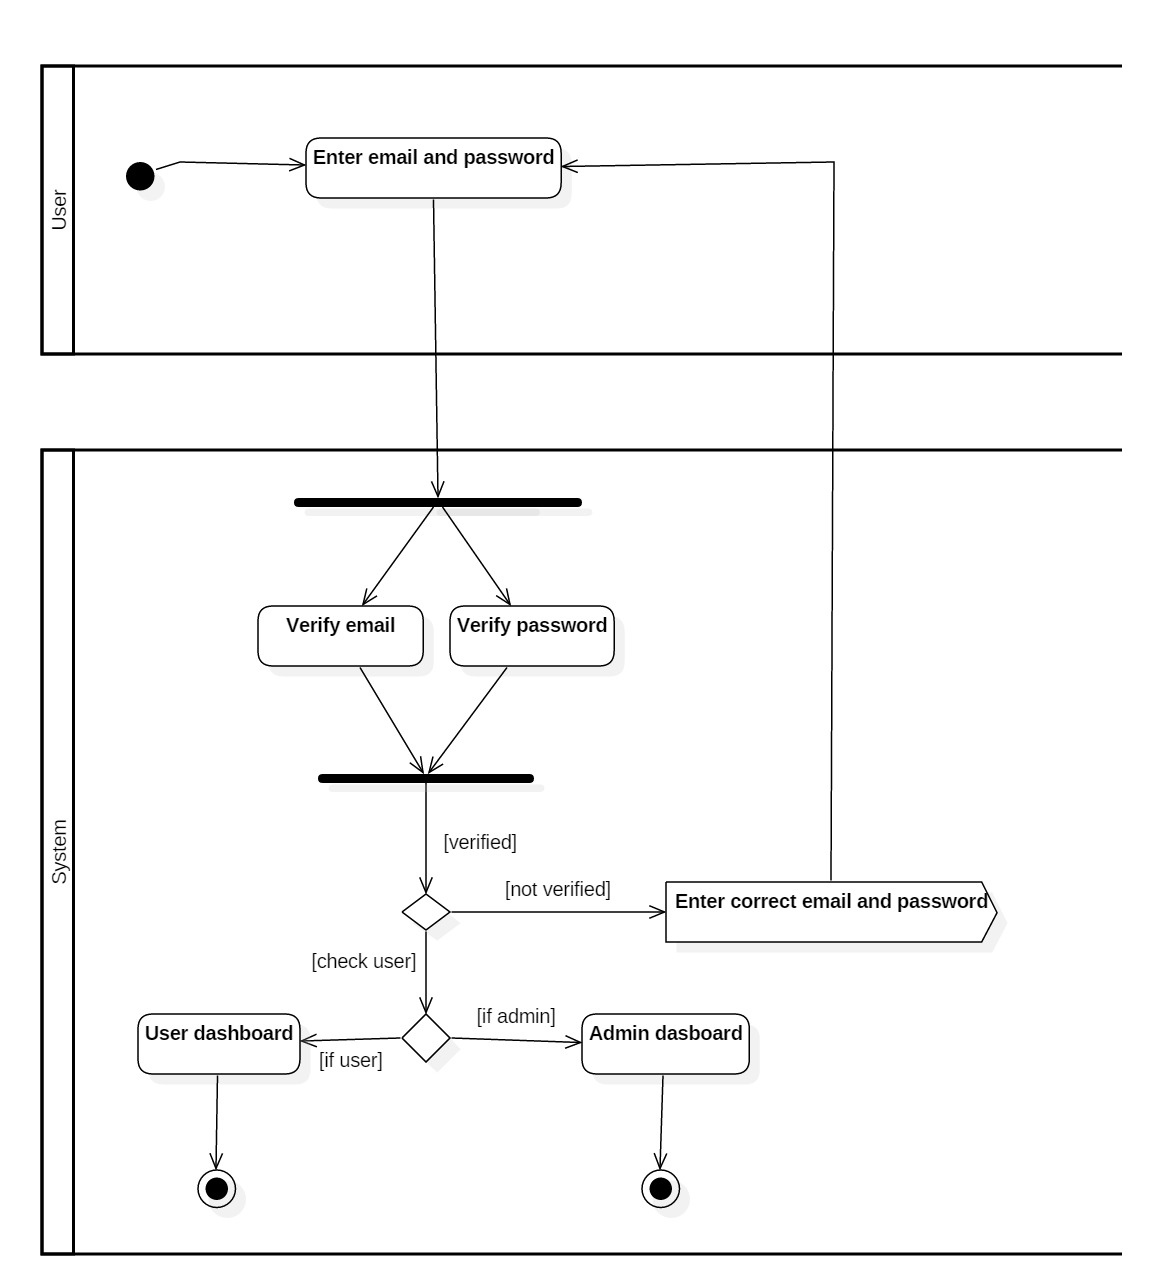 User
Enter email and password
System
Verify email
Verify password
[verified]
[not verified]
Enter correct email and password
[check user]
[if admin]
User dashboard
Admin dasboard
[if user]